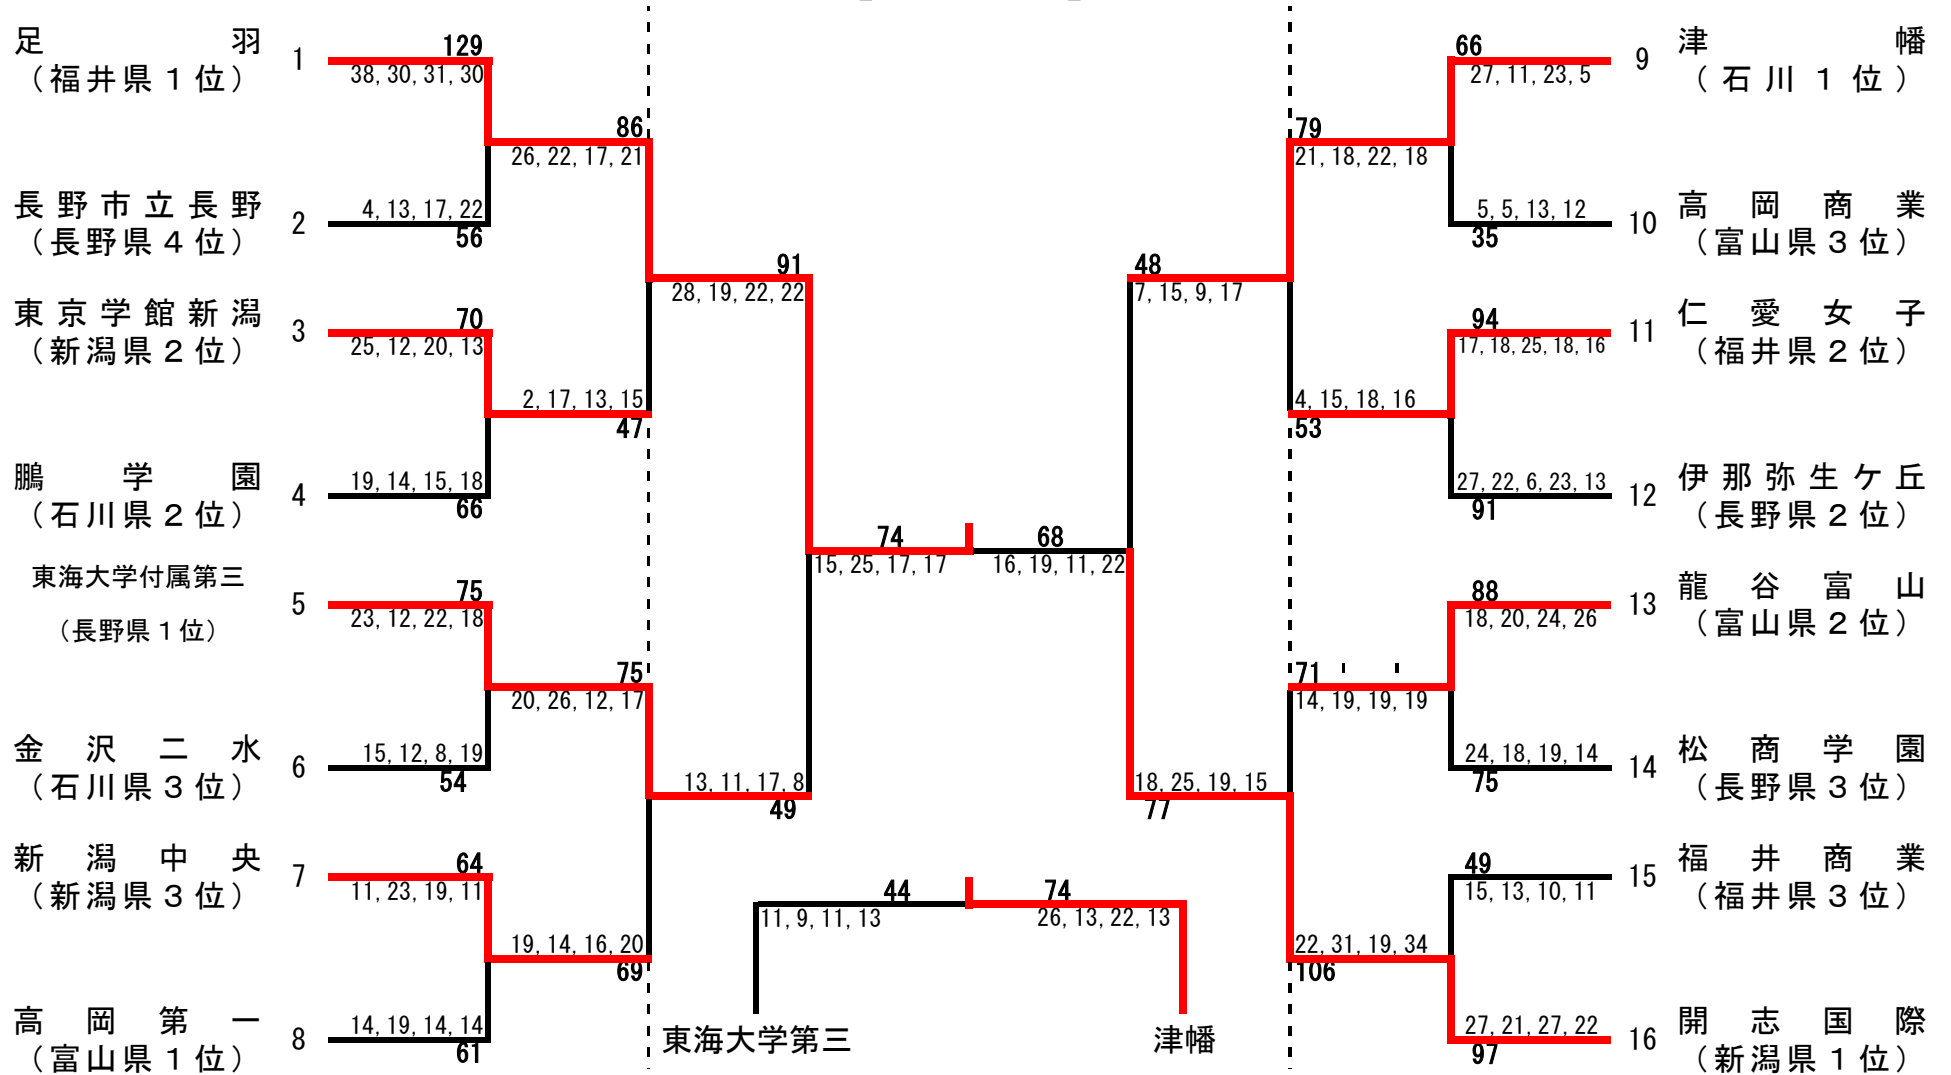 足羽
（福井県１位）
1
129
38, 30, 31, 30
86
26, 22, 17, 21
長野市立長野
（長野県４位）
2
4, 13, 17, 22
56
91
28, 19, 22, 22
東京学館新潟
（新潟県２位）
3
70
25, 12, 20, 13
2, 17, 13, 15
47
鵬学園
（石川県２位）
4
19, 14, 15, 18
66
74
15, 25, 17, 17
東海大学付属第三
（長野県１位）
5
75
23, 12, 22, 18
75
20, 26, 12, 17
金沢二水
（石川県３位）
6
15, 12, 8, 19
54
13, 11, 17, 8
49
新潟中央
（新潟県３位）
7
64
11, 23, 19, 11
19, 14, 16, 20
69
高岡第一
（富山県１位）
8
14, 19, 14, 14
61
44
11, 9, 11, 13
東海大学第三
74
26, 13, 22, 13
津幡
66
27, 11, 23, 5
9
津幡
（石川１位）
79
21, 18, 22, 18
5, 5, 13, 12
35
10
高岡商業
（富山県３位）
48
7, 15, 9, 17
94
17, 18, 25, 18, 16
11
仁愛女子
（福井県２位）
4, 15, 18, 16
53
27, 22, 6, 23, 13
91
12
伊那弥生ケ丘
（長野県２位）
68
16, 19, 11, 22
88
18, 20, 24, 26
13
龍谷富山
（富山県２位）
71
14, 19, 19, 19
24, 18, 19, 14
75
14
松商学園
（長野県３位）
18, 25, 19, 15
77
49
15, 13, 10, 11
15
福井商業
（福井県３位）
22, 31, 19, 34
106
27, 21, 27, 22
97
16
開志国際
（新潟県１位）